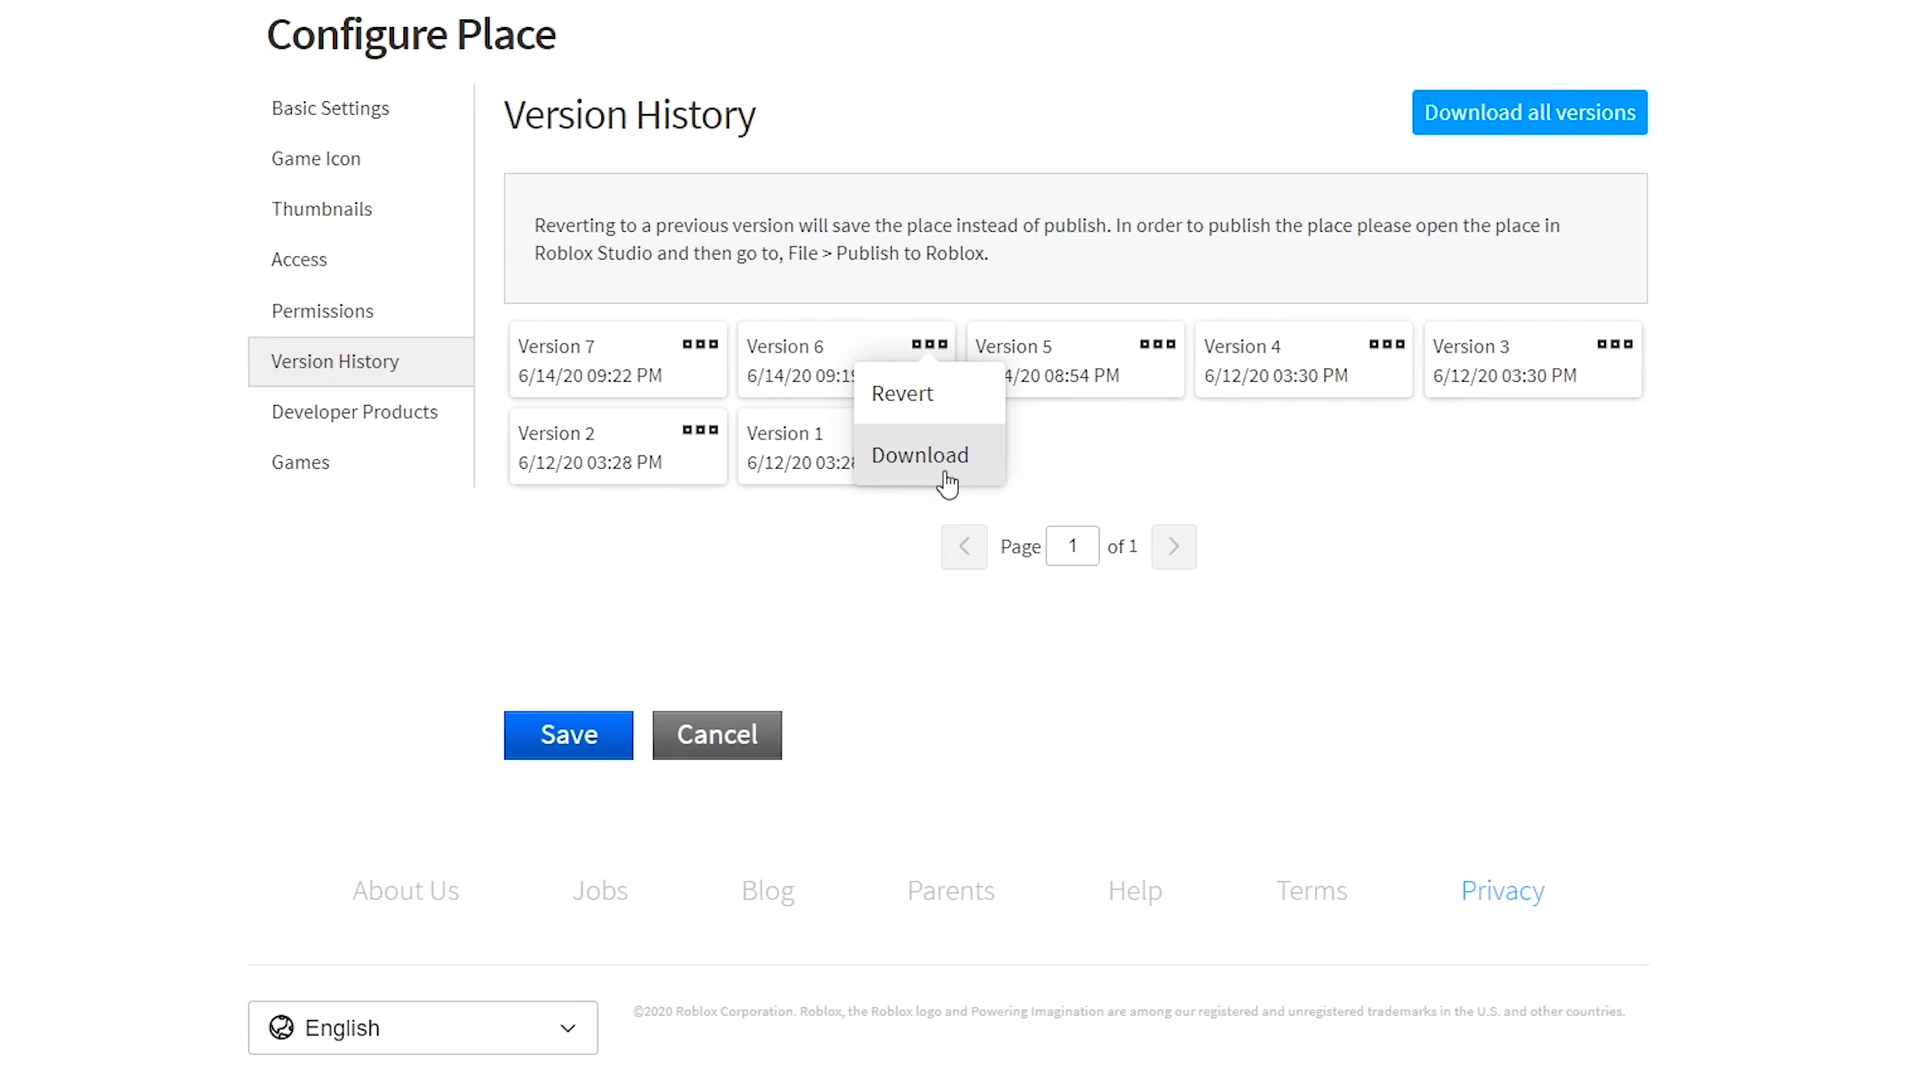 Configure Place
Basic Settings
Game Icon
Thumbnails
Access
Permissions
Version History
Developer Products
Games
Version History
Download all versions
Reverting to a previous version will save the place instead of publish. In order to publish the place please open the place in
Roblox Studio and then go to, File > Publish to Roblox.
Version 7
6/14/20 09:22 PM
Version 6
6/14/20
Version 5
08:54 PM
Version 4
6/12/20 03:30 PM
Version 3
6/12/20 03:30 PM
Version 2
6/12/20 03:28 PM
Version 1
6/12/20
Revert
Download
Page 1 of 1
Save
Cancel
About Us
Jobs
Blog
Parents
Help
Terms
Privacy
English
©2020 Roblox Corporation. Roblox, the Roblox logo and Powering Imagination are among our registered and unregistered trademarks in the U.S. and other countries.